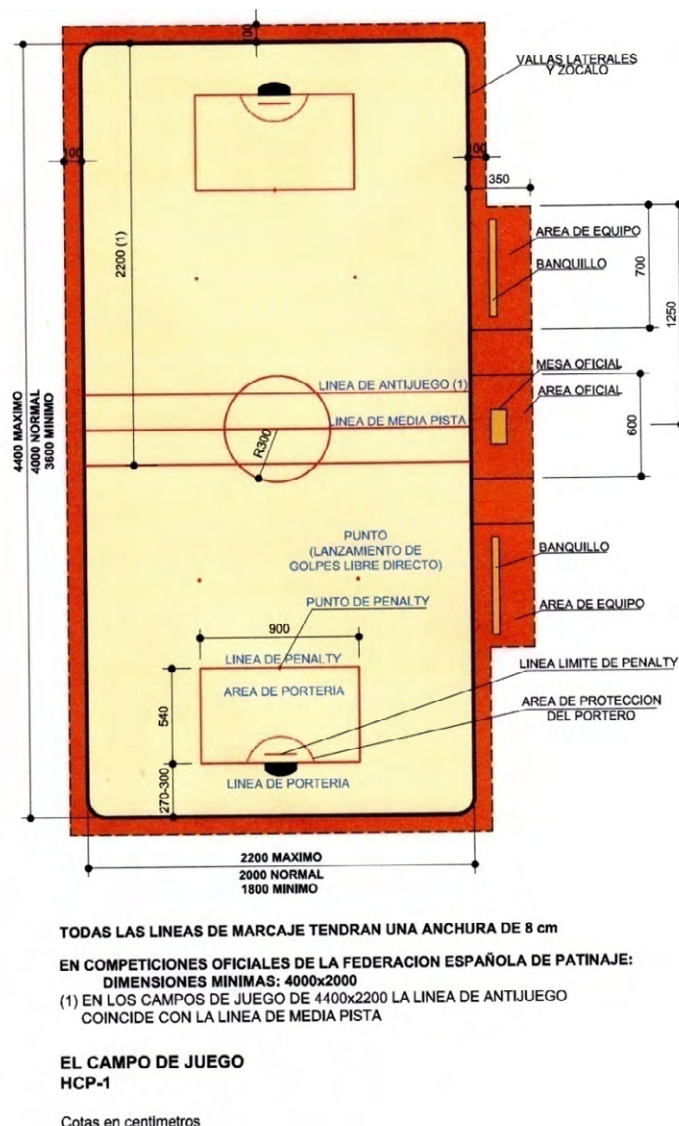 100
VALLAS LATERALES
Y ZOCALO
100
100
350
2200 (1)
AREA DE EQUIPO
BANQUILLO
700
1250
MESA OFICIAL
LINEA DE ANTIJUEGO (1)
AREA OFICIAL
LINEA DE MEDIA PISTA
R300
600
4400 MAXIMO
4000 NORMAL
3600 MINIMO
PUNTO
(LANZAMIENTO DE
GOLPES LIBRE DIRECTO)
BANQUILLO
PUNTO DE PENALTY
AREA DE EQUIPO
900
LINEA DE PENALTY
LINEA LIMITE DE PENALTY
AREA DE PORTERIA
540
AREA DE PROTECCION
DEL PORTERO
LINEA DE PORTERIA
270-300
2200 MAXIMO
2000 NORMAL
1800 MINIMO
TODAS LAS LINEAS DE MARCAJE TENDRAN UNA ANCHURA DE 8 cm
EN COMPETICIONES OFICIALES DE LA FEDERACION ESPAÑOLA DE PATINAJE:
DIMENSIONES MINIMAS: 4000x2000
(1) EN LOS CAMPOS DE JUEGO DE 4400x2200 LA LINEA DE ANTIJUEGO
COINCIDE CON LA LINEA DE MEDIA PISTA
EL CAMPO DE JUEGO
HCP-1
Cotas en centimetros